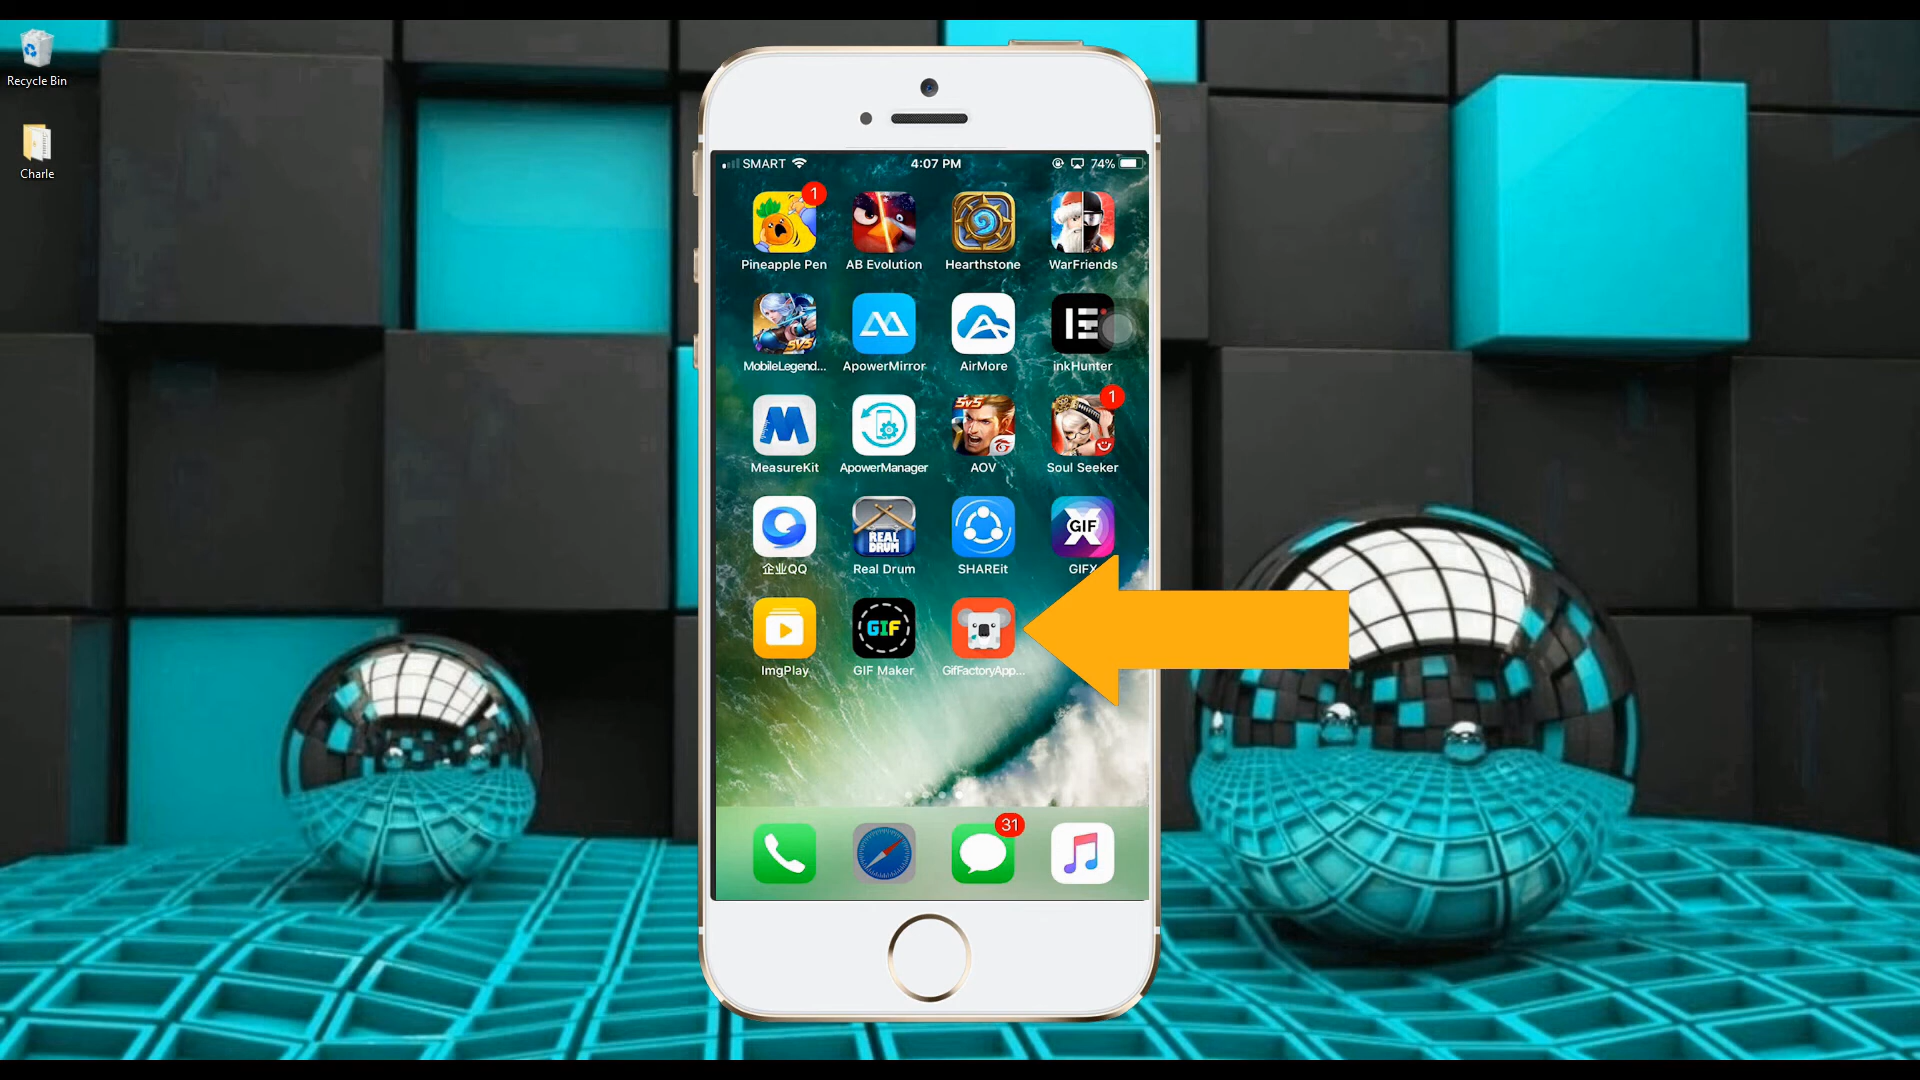 Recycle Bin
Charle
SMART 4:07 PM 74%
1
Pineapple Pen AB Evolution Hearthstone WarFriends
5V5
MobileLegend... ApowerMirror AirMore inkHunter
5v5 1
MeasureKit ApowerManager AOV Soul Seeker
REAL DRUM GIF
企业QQ Real Drum SHAREit GIFX
GIF
ImgPlay GIF Maker GifFactoryApp...
31